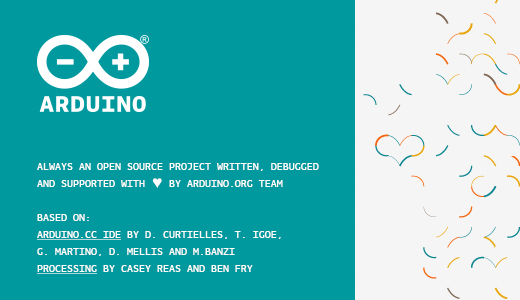 ®
ARDUINO
ALWAYS AN OPEN SOURCE PROJECT WRITTEN, DEBUGGED
AND SUPPORTED WITH ♥ BY ARDUINO.ORG TEAM
BASED ON:
ARDUINO.CC IDE BY D. CURTIELLES, T. IGOE,
G. MARTINO, D. MELLIS AND M.BANZI
PROCESSING BY CASEY REAS AND BEN FRY